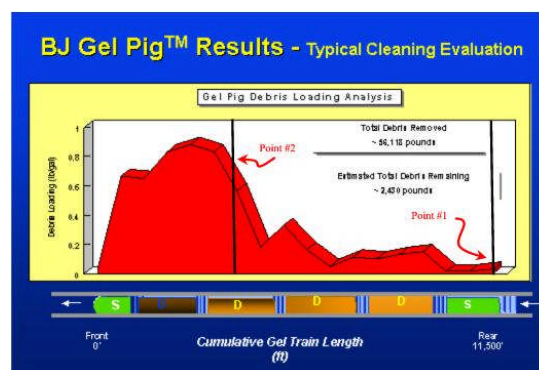 BJ Gel Pig™ Results - Typical Cleaning Evaluation
Gel Pig Debris Loading Analysis
Total Debris Removed
~ 56,118 pounds
Estimated Total Debris Remaining
~ 2,430 pounds
Point #2
Point #1
Debris Loading (lb/gal)
1
0.8
0.6
0.4
0.2
0
S D D D S
Front
0'
Cumulative Gel Train Length
(ft)
Rear
11,500'